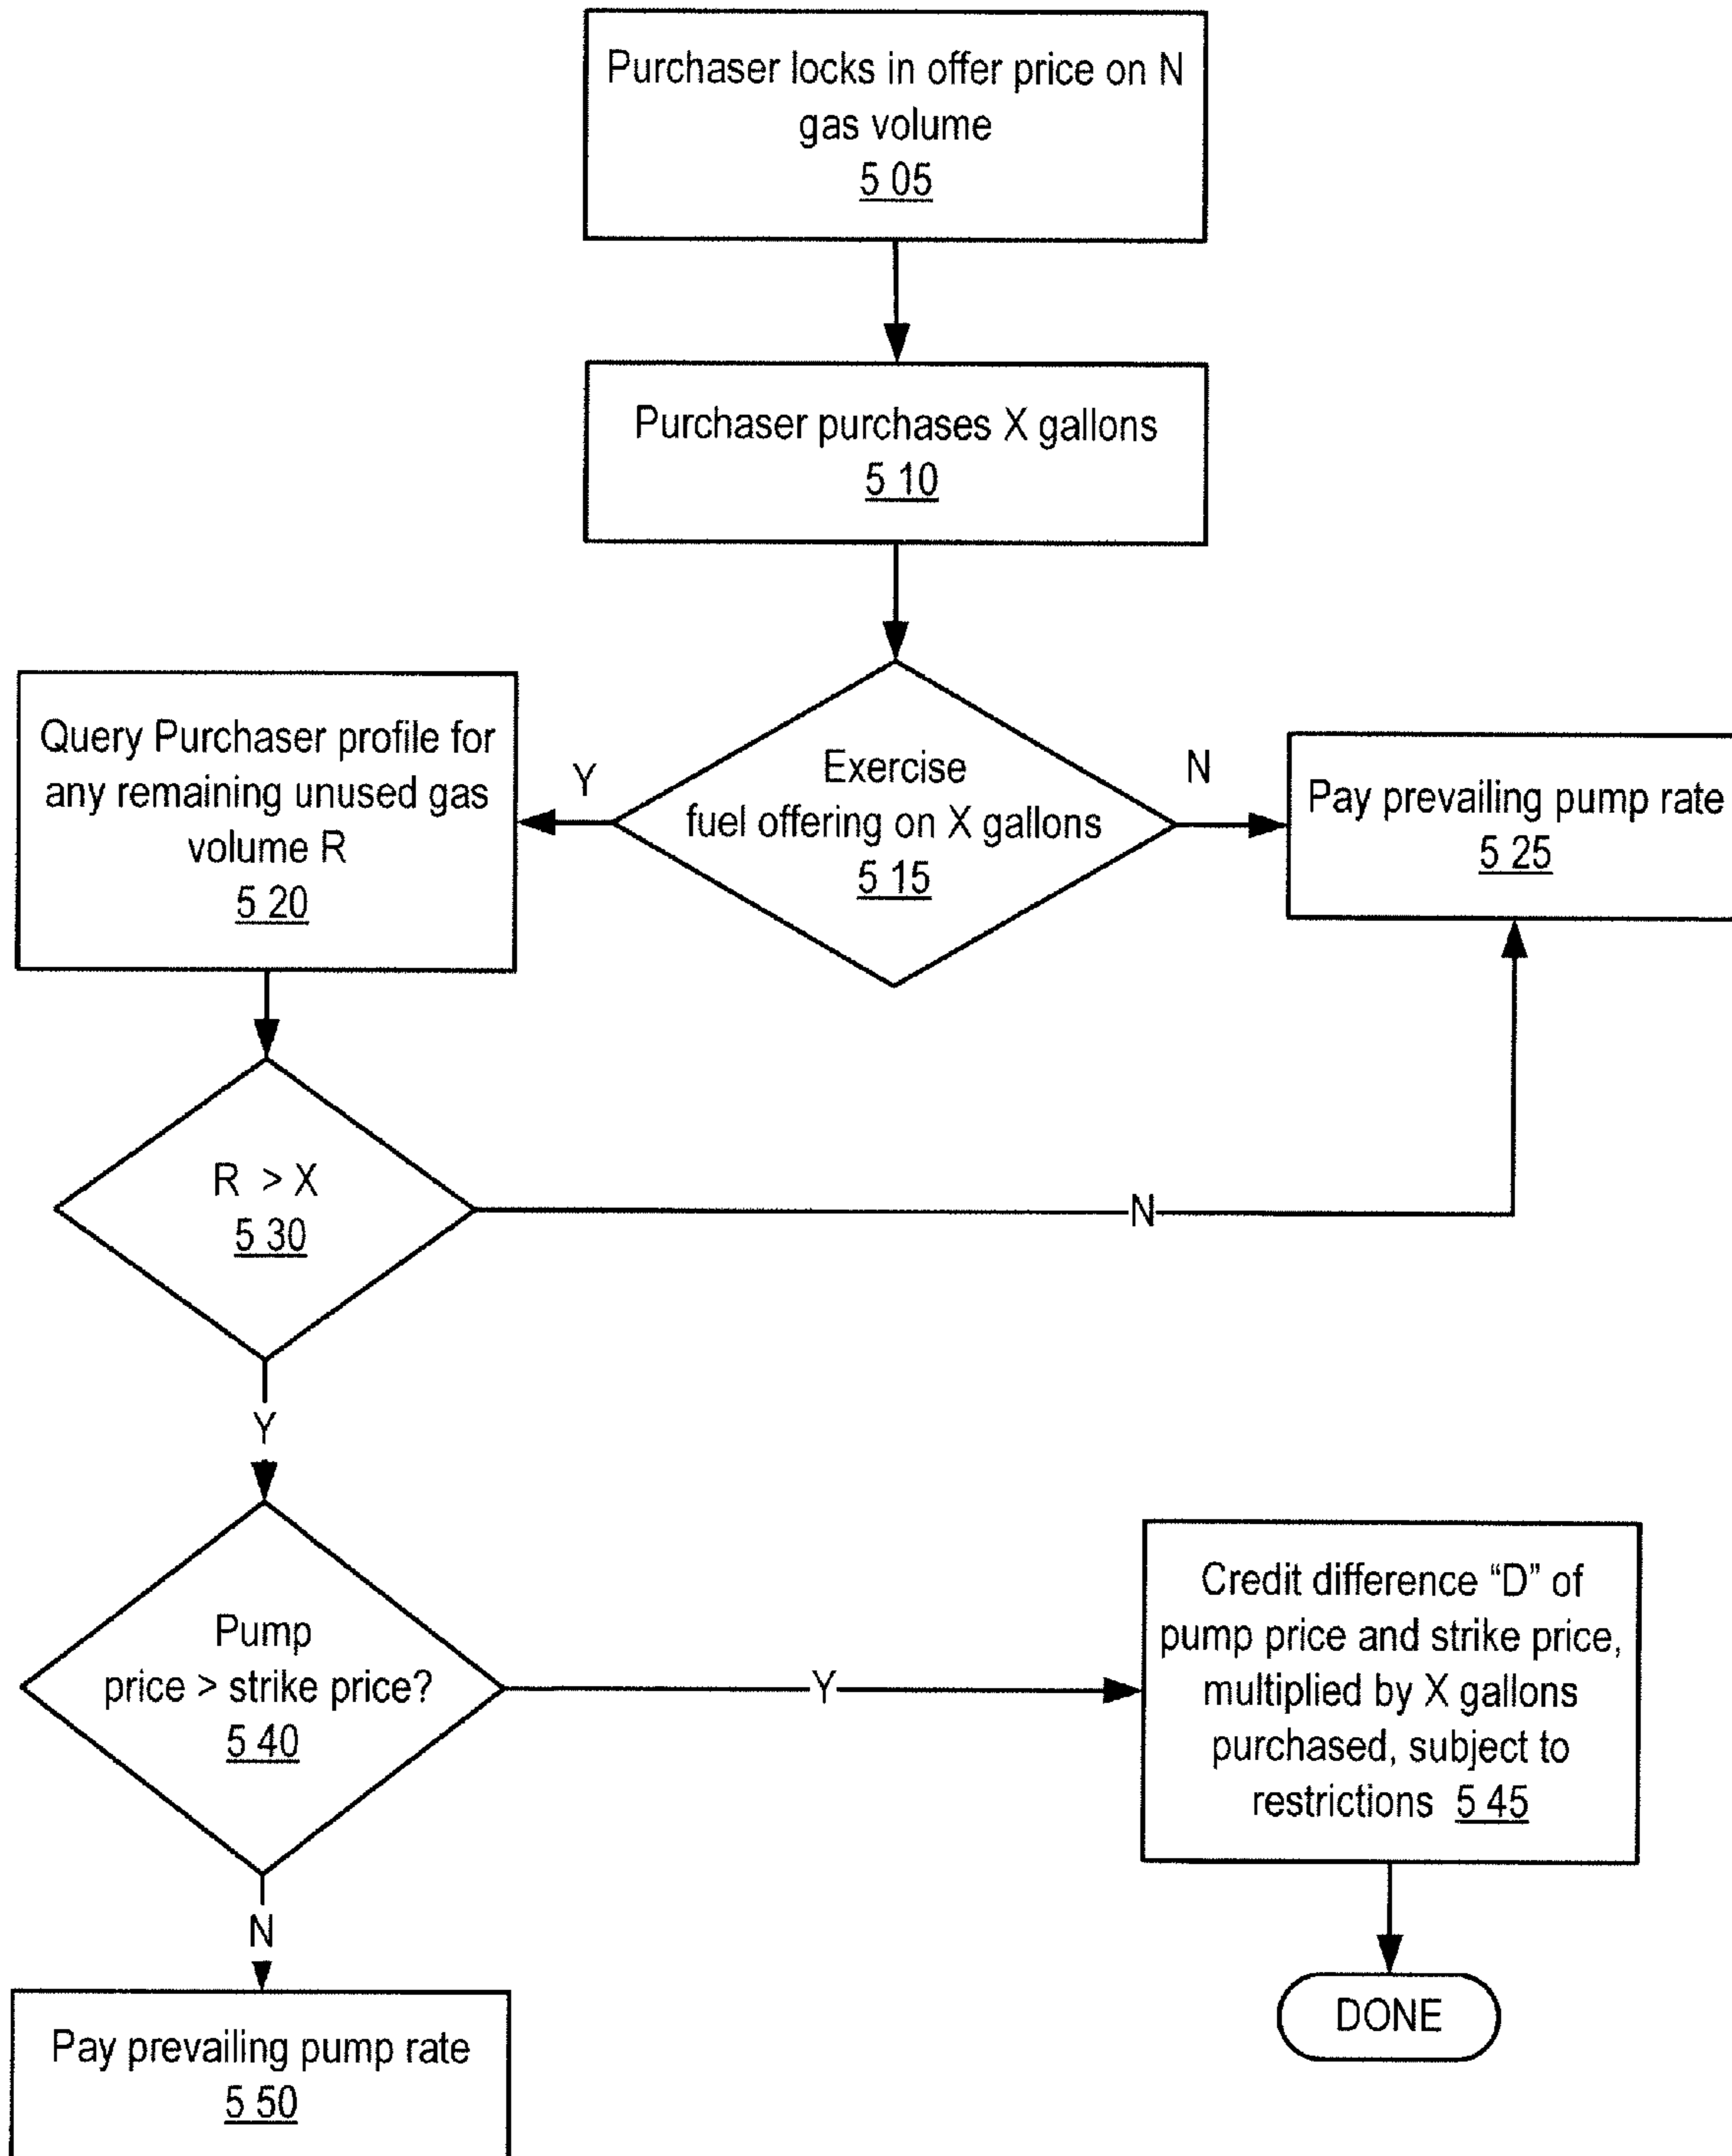 Purchaser locks in offer price on N
gas volume
5 05
Purchaser purchases X gallons
5 10
Exercise
fuel offering on X gallons
5 15
Y
N
Query Purchaser profile for
any remaining unused gas
volume R
5 20
Pay prevailing pump rate
5 25
R > X
5 30
N
Y
Pump
price > strike price?
5 40
Y
Credit difference “D” of
pump price and strike price,
multiplied by X gallons
purchased, subject to
restrictions 5 45
N
DONE
Pay prevailing pump rate
5 50